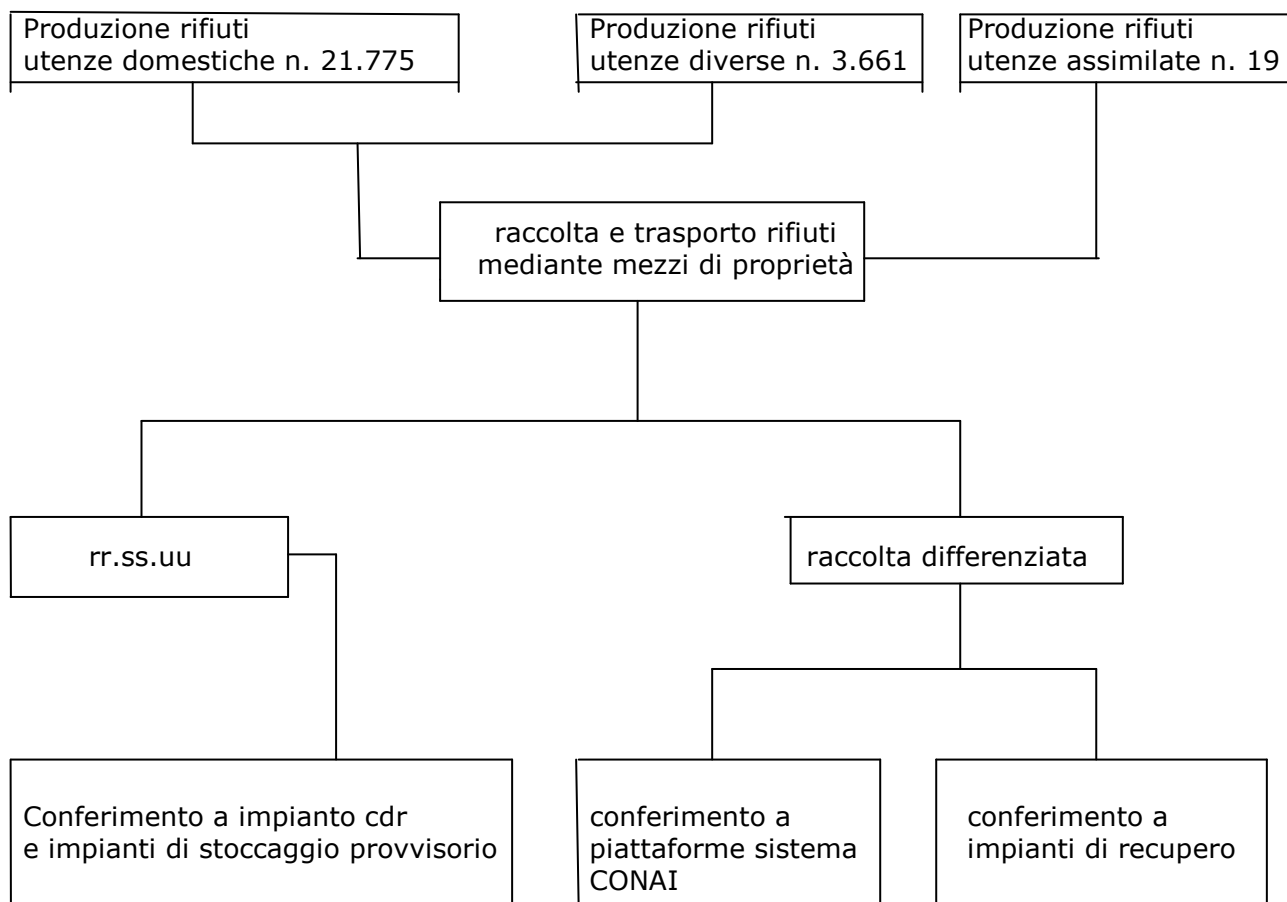 Produzione rifiuti
utenze domestiche n. 21.775
Produzione rifiuti
utenze diverse n. 3.661
Produzione rifiuti
utenze assimilate n. 19
raccolta e trasporto rifiuti
mediante mezzi di proprietà
rr.ss.uu
raccolta differenziata
Conferimento a impianto cdr
e impianti di stoccaggio provvisorio
conferimento a
piattaforme sistema
CONAI
conferimento a
impianti di recupero